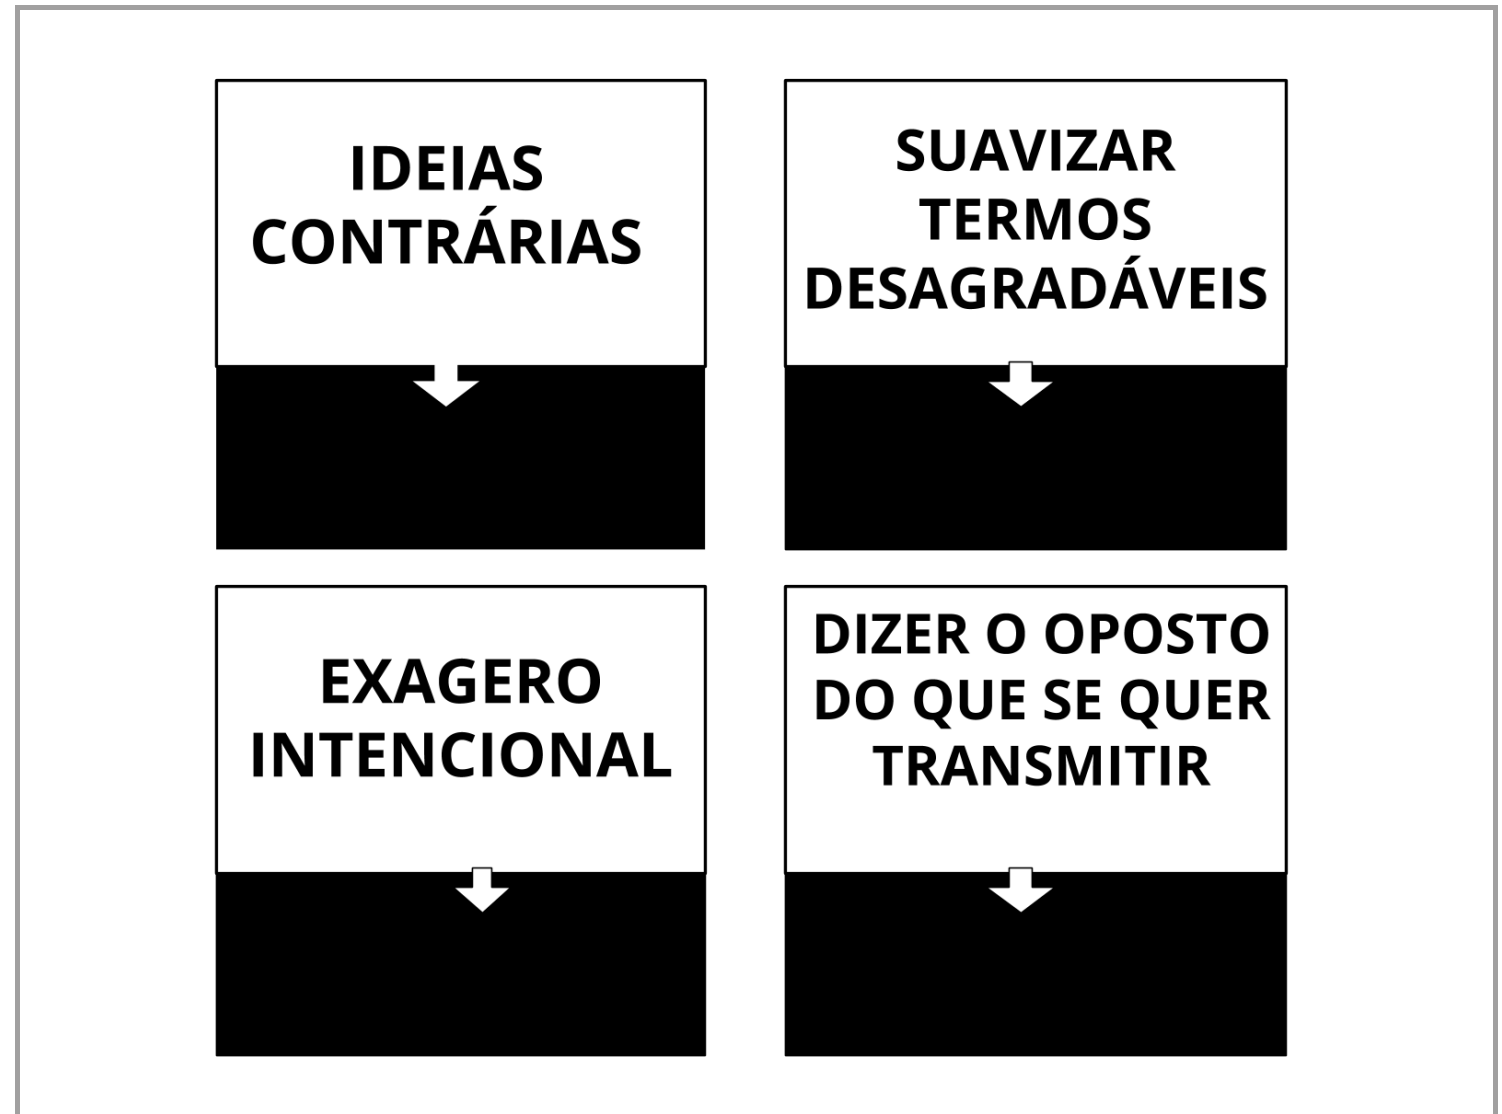 IDEIAS
CONTRÁRIAS
SUAVIZAR
TERMOS
DESAGRADÁVEIS
EXAGERO
INTENCIONAL
DIZER O OPOSTO
DO QUE SE QUER
TRANSMITIR